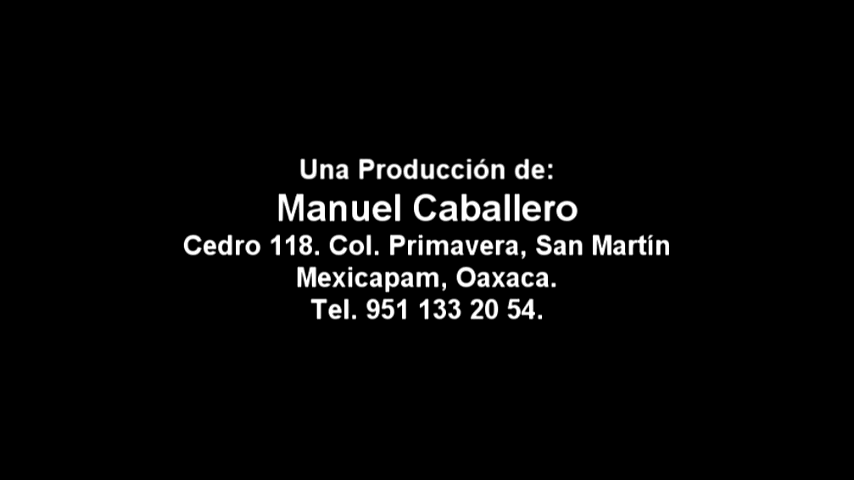 Una Producción de:
Manuel Caballero
Cedro 118. Col. Primavera, San Martín
Mexicapam, Oaxaca.
Tel. 951 133 20 54.